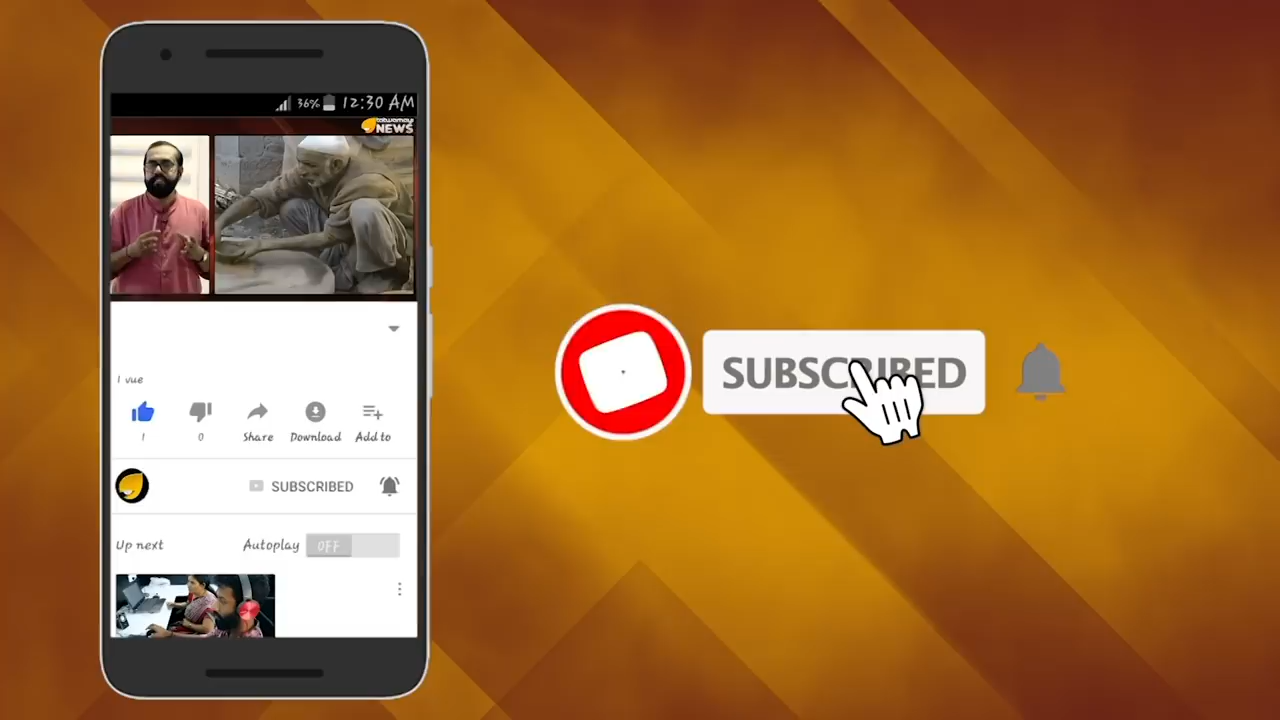 36% 12:30 AM
tatwamayi
NEWS
1 vue
1
0
Share
Download
Add to
SUBSCRIBED
Up next
Autoplay
OFF
SUBSCRIBED